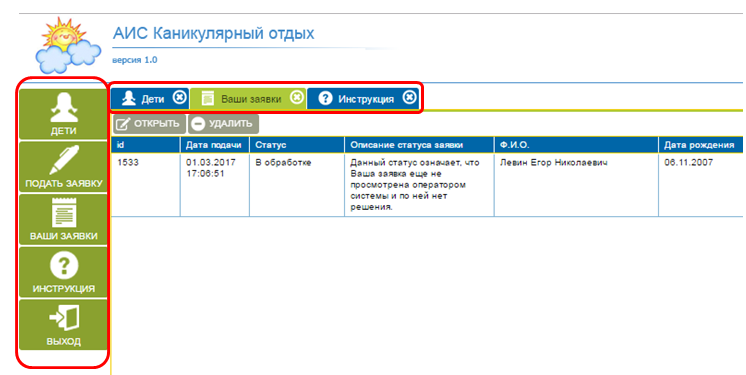 АИС Каникулярный отдых
версия 1.0
Дети Ваши заявки Инструкция
ОТКРЫТЬ УДАЛИТЬ
id Дата подачи Статус Описание статуса заявки Ф.И.О. Дата рождения
1533 01.03.2017 В обработке Данный статус означает, что Левин Егор Николаевич 06.11.2007
17:06:51 Ваша заявка еще не
просмотрена оператором
системы и по ней нет
решения.
ДЕТИ
ПОДАТЬ ЗАЯВКУ
ВАШИ ЗАЯВКИ
ИНСТРУКЦИЯ
ВЫХОД